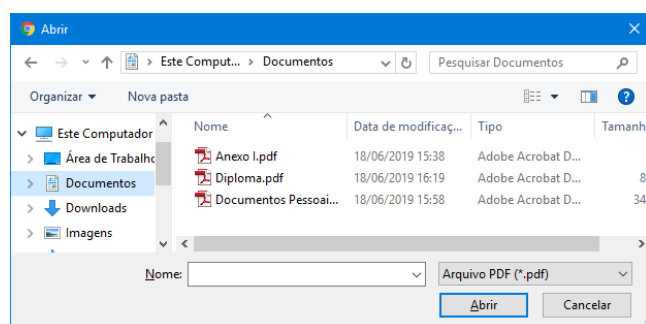 Abrir
Este Comput... > Documentos
Pesquisar Documentos
Organizar
Nova pasta
Este Computador
Área de Trabalho
Documentos
Downloads
Imagens
Nome Data de modificaç... Tipo Tamanh
Anexo I.pdf 18/06/2019 15:38 Adobe Acrobat D...
Diploma.pdf 18/06/2019 16:19 Adobe Acrobat D... 8
Documentos Pessoai... 18/06/2019 15:58 Adobe Acrobat D... 34
Nome:
Arquivo PDF (*.pdf)
Abrir Cancelar